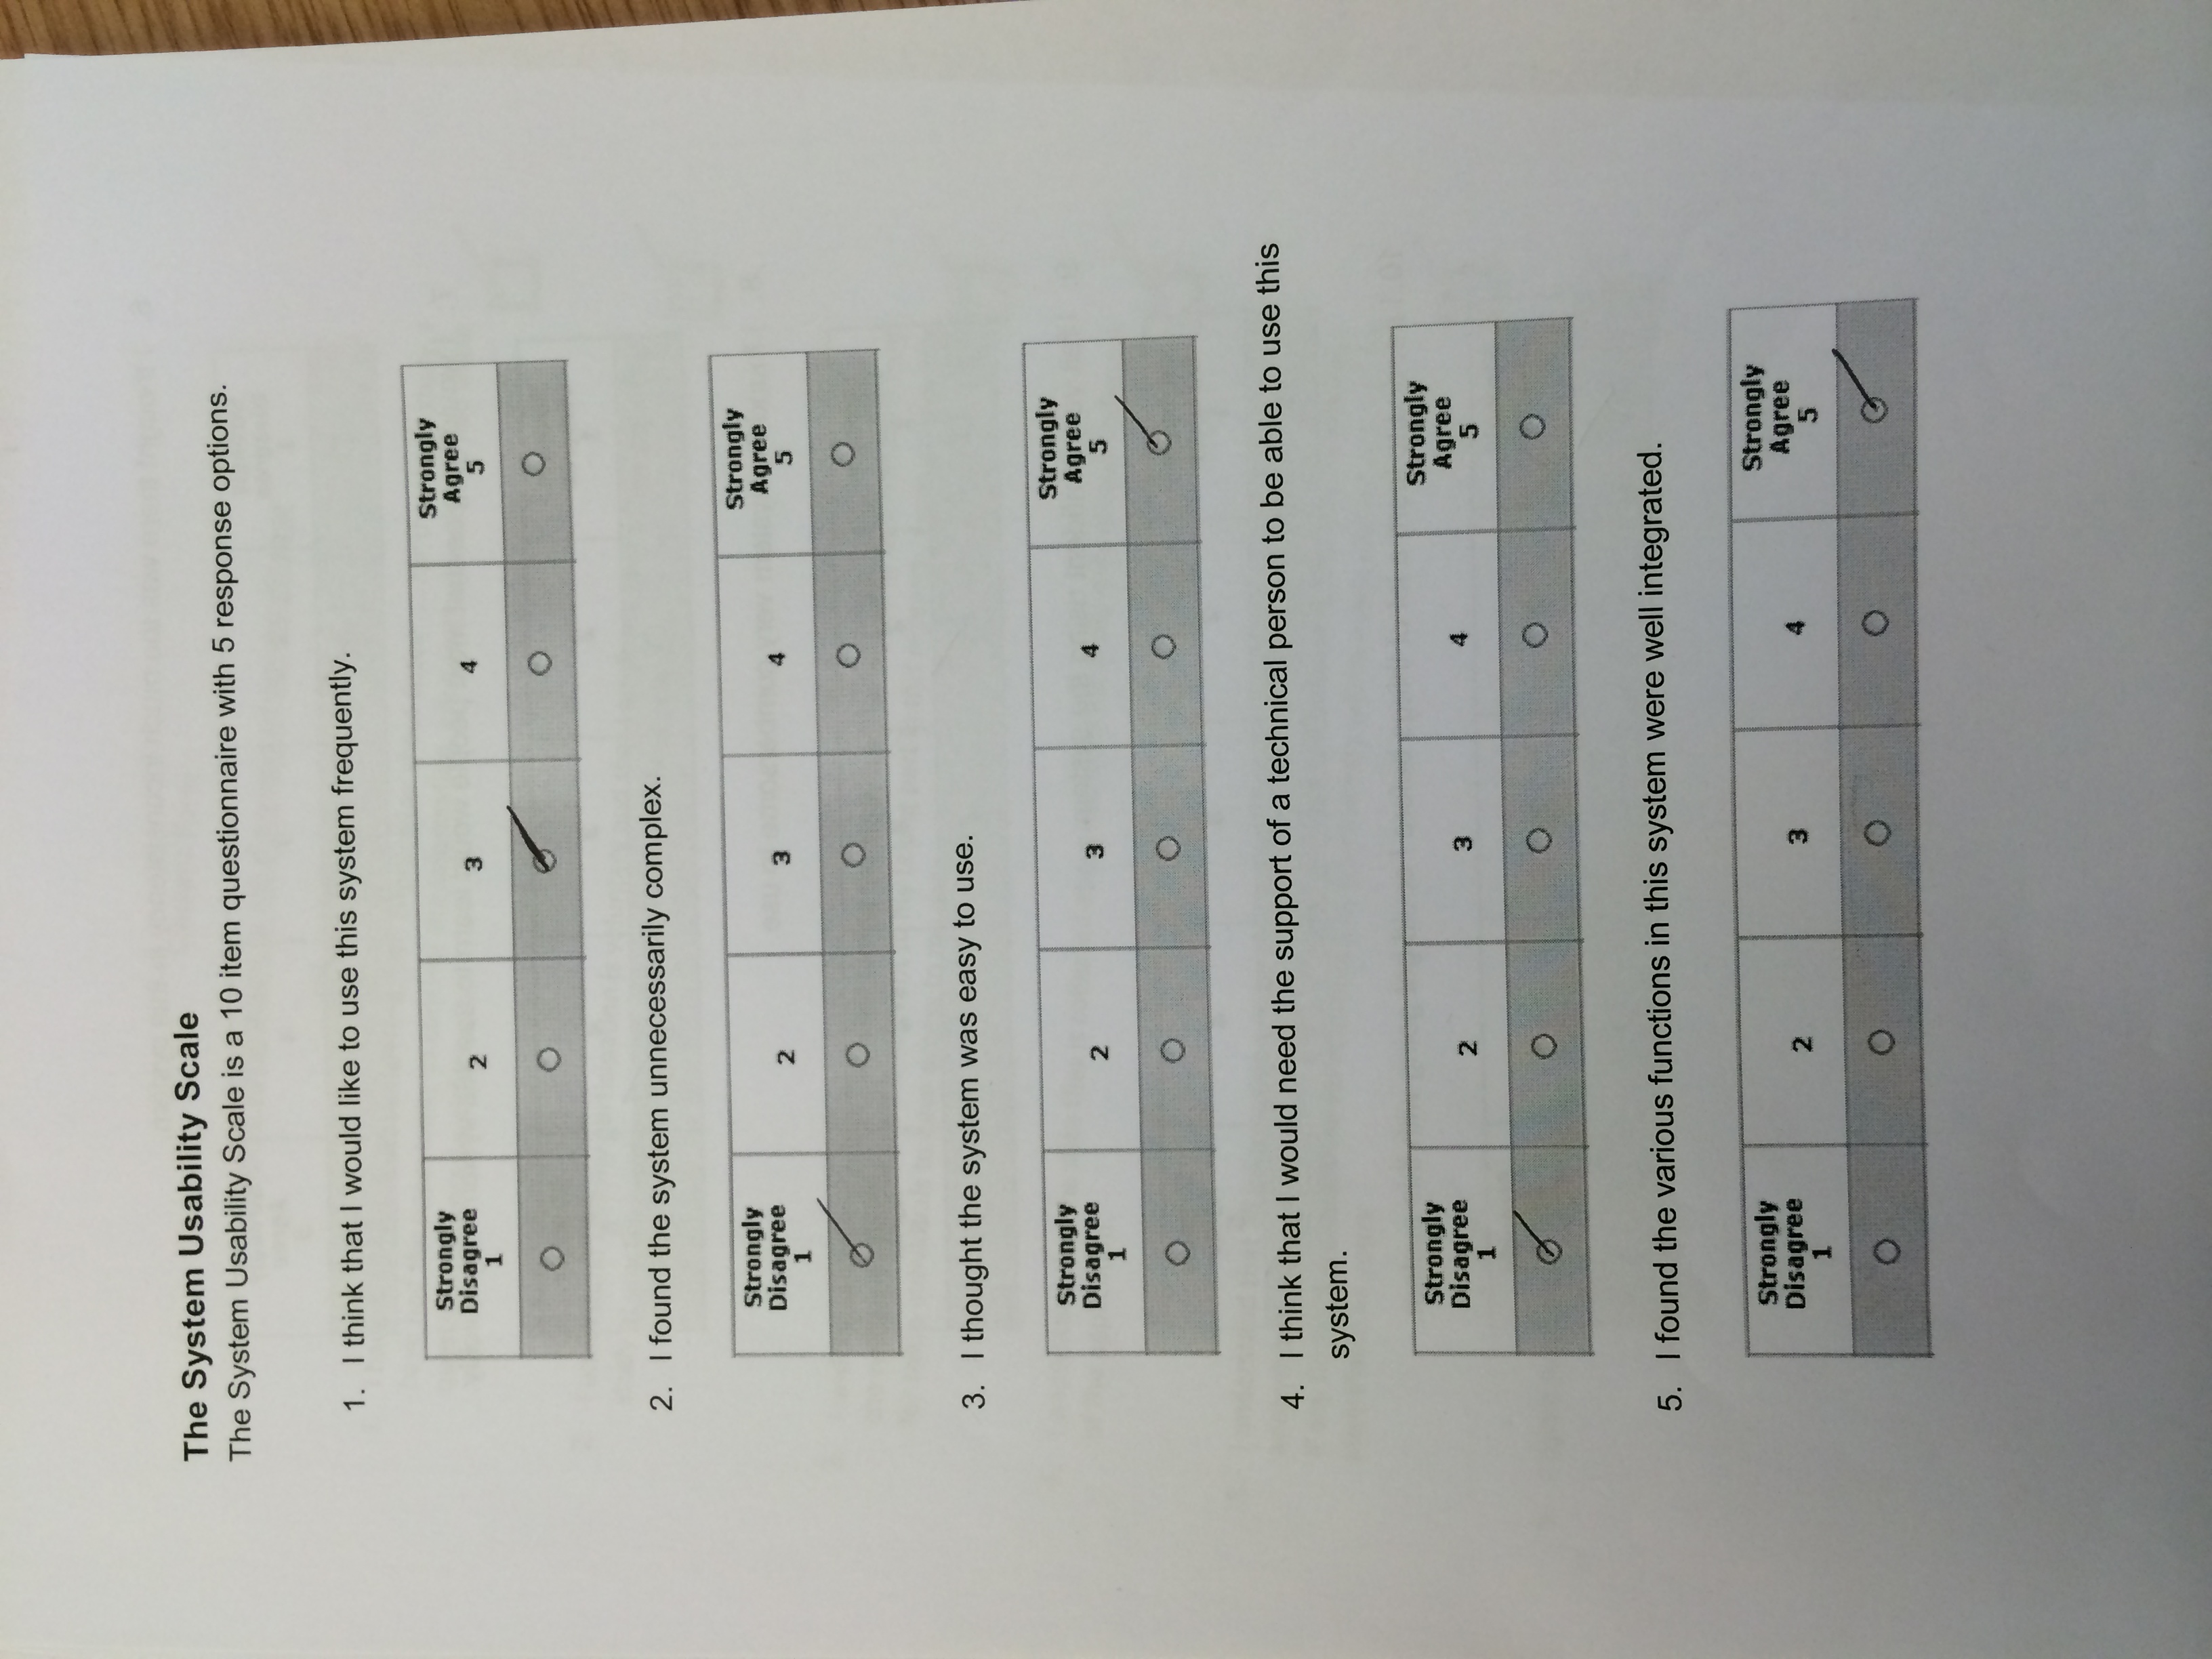 The System Usability Scale
The System Usability Scale is a 10 item questionnaire with 5 response options.
1. I think that I would like to use this system frequently.
Strongly Disagree 1 2 3 4 Strongly Agree 5
2. I found the system unnecessarily complex.
Strongly Disagree 1 2 3 4 Strongly Agree 5
3. I thought the system was easy to use.
Strongly Disagree 1 2 3 4 Strongly Agree 5
4. I think that I would need the support of a technical person to be able to use this
system.
Strongly Disagree 1 2 3 4 Strongly Agree 5
5. I found the various functions in this system were well integrated.
Strongly Disagree 1 2 3 4 Strongly Agree 5